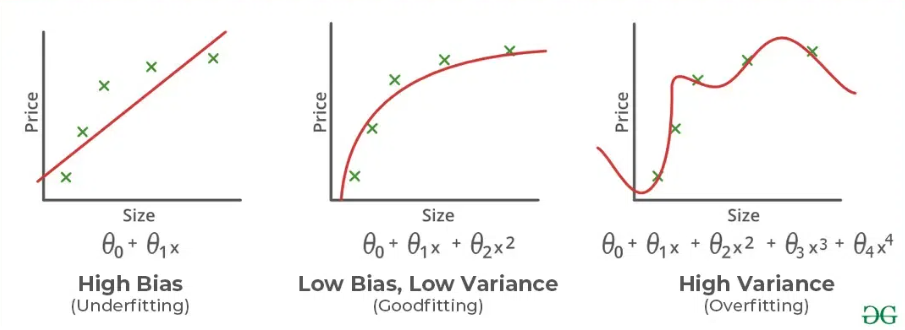 Price
Size
θ₀ + θ₁x
High Bias
(Underfitting)
Price
Size
θ₀ + θ₁x + θ₂x²
Low Bias, Low Variance
(Goodfitting)
Price
Size
θ₀ + θ₁x + θ₂x² + θ₃x³ + θ₄x⁴
High Variance
(Overfitting)